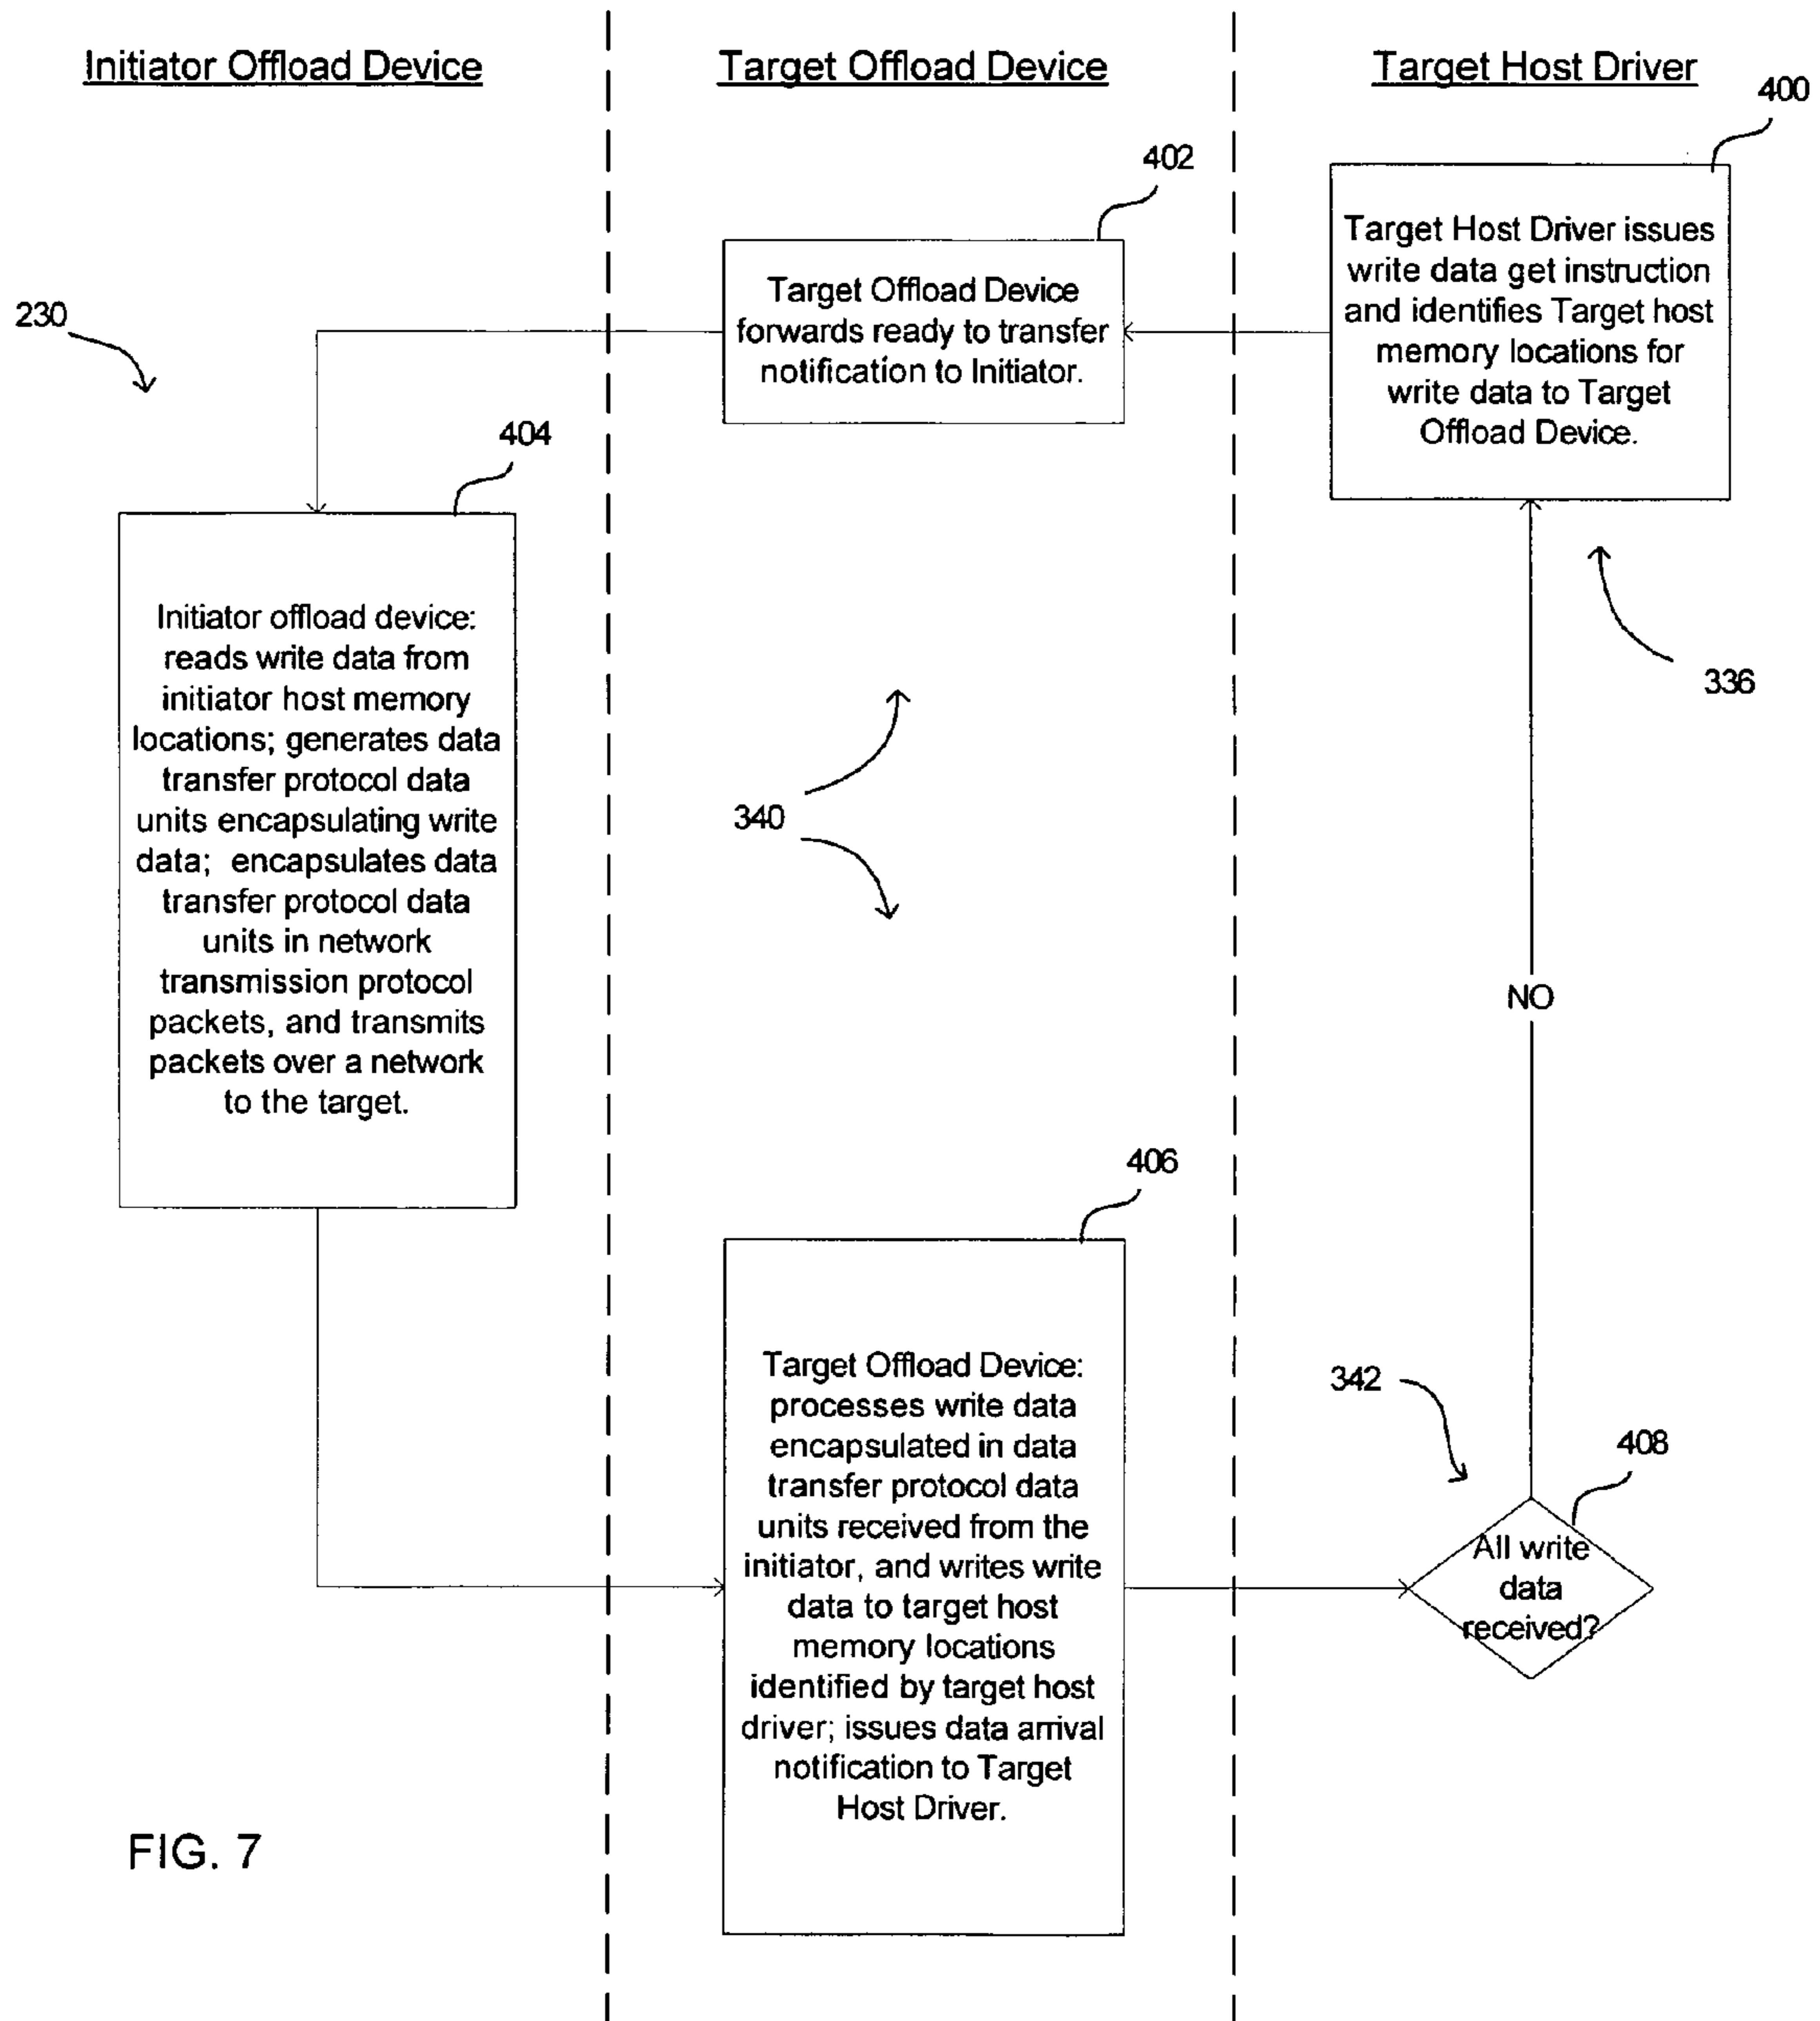 Initiator Offload Device
Target Offload Device
Target Host Driver
400
402
Target Host Driver issues
write data get instruction
and identifies Target host
memory locations for
write data to Target
Offload Device.
Target Offload Device
forwards ready to transfer
notification to Initiator.
230
404
336
Initiator offload device:
reads write data from
initiator host memory
locations; generates data
transfer protocol data
units encapsulating write
data; encapsulates data
transfer protocol data
units in network
transmission protocol
packets, and transmits
packets over a network
to the target.
340
NO
406
Target Offload Device:
processes write data
encapsulated in data
transfer protocol data
units received from the
initiator, and writes write
data to target host
memory locations
identified by target host
driver; issues data arrival
notification to Target
Host Driver.
342
408
All write
data
received?
FIG. 7